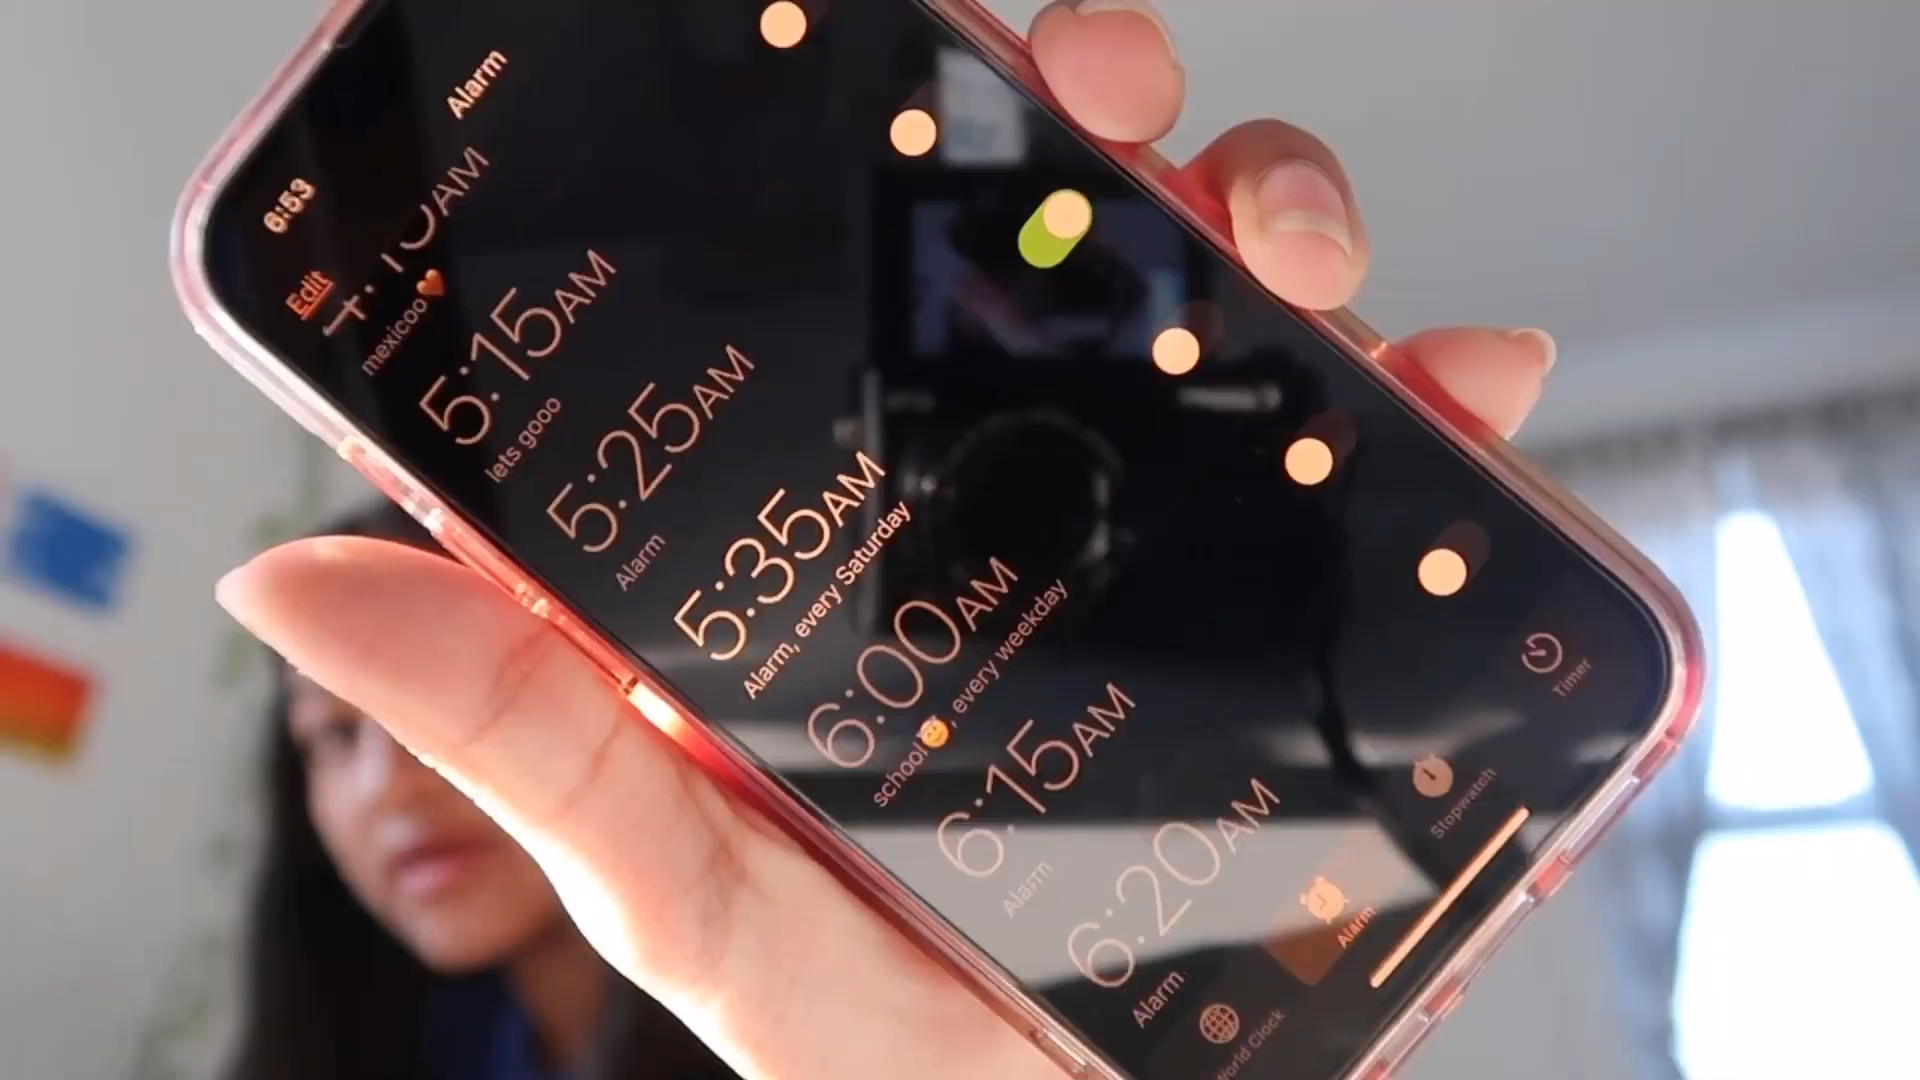 6:53
Edit
Alarm
AM
mexicoo ❤️
5:15AM
lets gooo
5:25AM
Alarm
5:35AM
Alarm, every Saturday
6:00AM
school😊, every weekday
6:15AM
Alarm
6:20AM
Alarm
World Clock
Alarm
Stopwatch
Timer